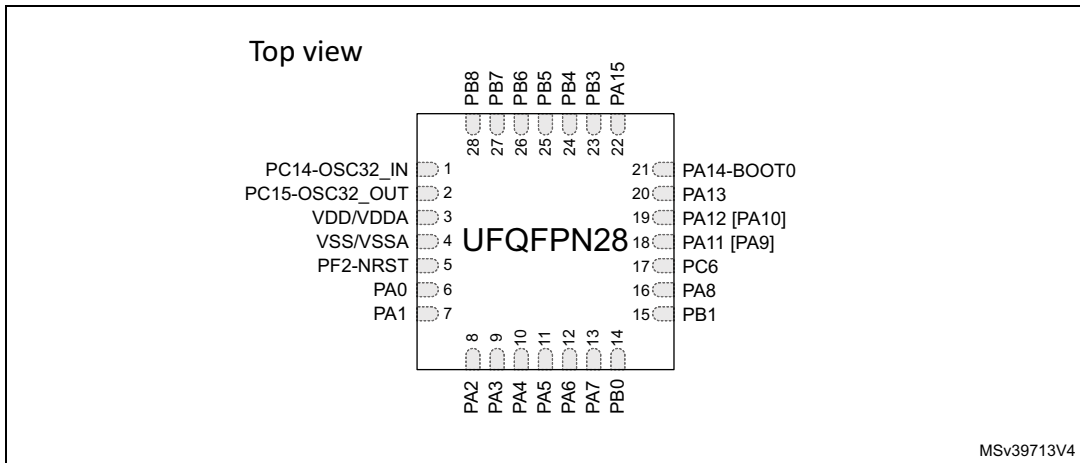 Top view
PB8
PB7
PB6
PB5
PB4
PB3
PA15
28
27
26
25
24
23
22
PC14-OSC32_IN 1
PC15-OSC32_OUT 2
VDD/VDDA 3
VSS/VSSA 4
PF2-NRST 5
PA0 6
PA1 7
UFQFPN28
21 PA14-BOOT0
20 PA13
19 PA12 [PA10]
18 PA11 [PA9]
17 PC6
16 PA8
15 PB1
8
9
10
11
12
13
14
PA2
PA3
PA4
PA5
PA6
PA7
PB0
MSv39713V4